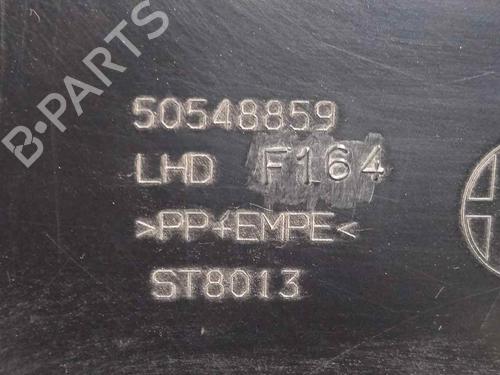 B-PARTS
50548859
LHD F164
>PP+EMPE<
ST8013